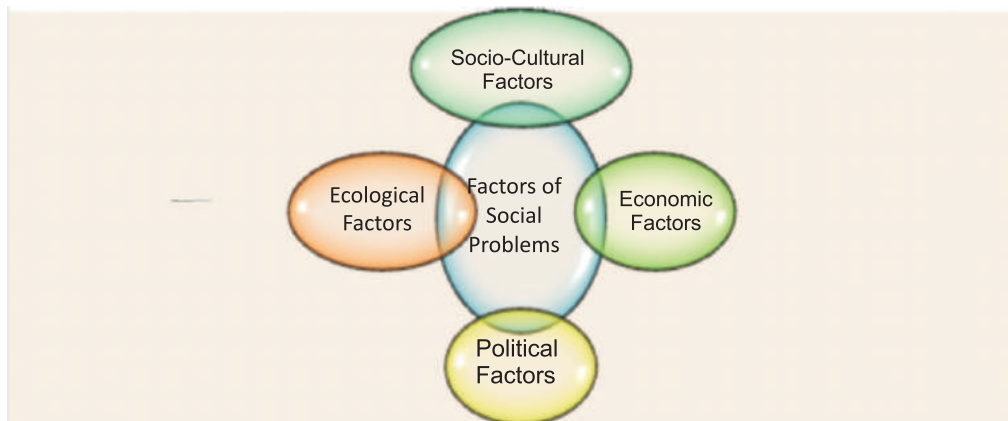 Socio-Cultural
Factors
Ecological
Factors
Factors of
Social
Problems
Economic
Factors
Political
Factors